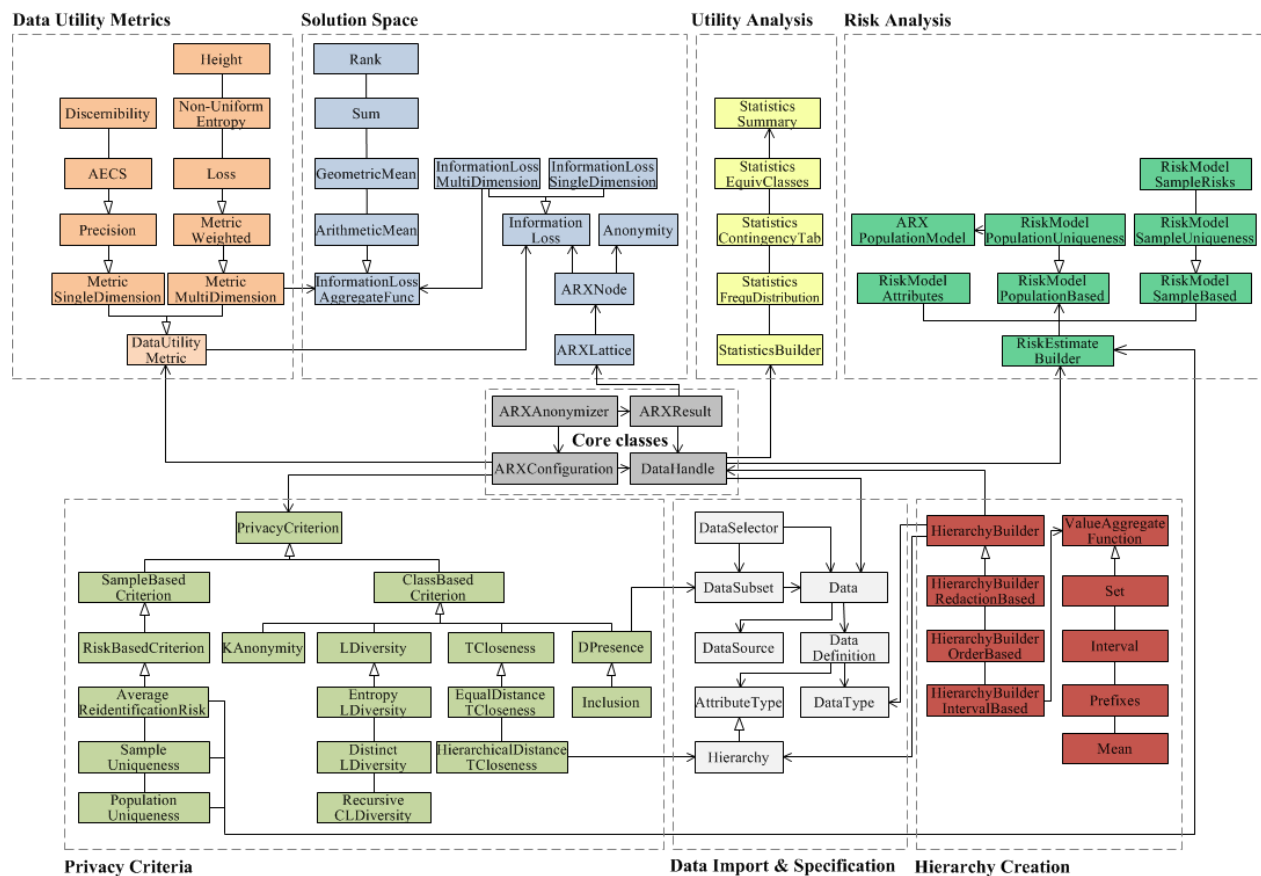 Data Utility Metrics
Solution Space
Utility Analysis
Risk Analysis
Height
Discernibility
Non-Uniform
Entropy
AECS
Loss
Precision
Metric
Weighted
Metric
SingleDimension
Metric
MultiDimension
DataUtility
Metric
Rank
Sum
GeometricMean
ArithmeticMean
InformationLoss
AggregateFunc
InformationLoss
MultiDimension
InformationLoss
SingleDimension
Information
Loss
Anonymity
ARXNode
ARXLattice
Statistics
Summary
Statistics
EquivClasses
Statistics
ContingencyTab
Statistics
FrequDistribution
StatisticsBuilder
RiskModel
SampleRisks
ARX
PopulationModel
RiskModel
PopulationUniqueness
RiskModel
SampleUniqueness
RiskModel
Attributes
RiskModel
PopulationBased
RiskModel
SampleBased
RiskEstimate
Builder
ARXAnonymizer
ARXResult
Core classes
ARXConfiguration
DataHandle
PrivacyCriterion
SampleBased
Criterion
ClassBased
Criterion
RiskBasedCriterion
KAnonymity
LDiversity
TCloseness
DPresence
Average
ReidentificationRisk
Entropy
LDiversity
EqualDistance
TCloseness
Inclusion
Sample
Uniqueness
Distinct
LDiversity
HierarchicalDistance
TCloseness
Population
Uniqueness
Recursive
CLDiversity
DataSelector
DataSubset
Data
DataSource
Data
Definition
AttributeType
DataType
Hierarchy
HierarchyBuilder
ValueAggregate
Function
HierarchyBuilder
RedactionBased
Set
HierarchyBuilder
OrderBased
Interval
HierarchyBuilder
IntervalBased
Prefixes
Mean
Privacy Criteria
Data Import & Specification
Hierarchy Creation